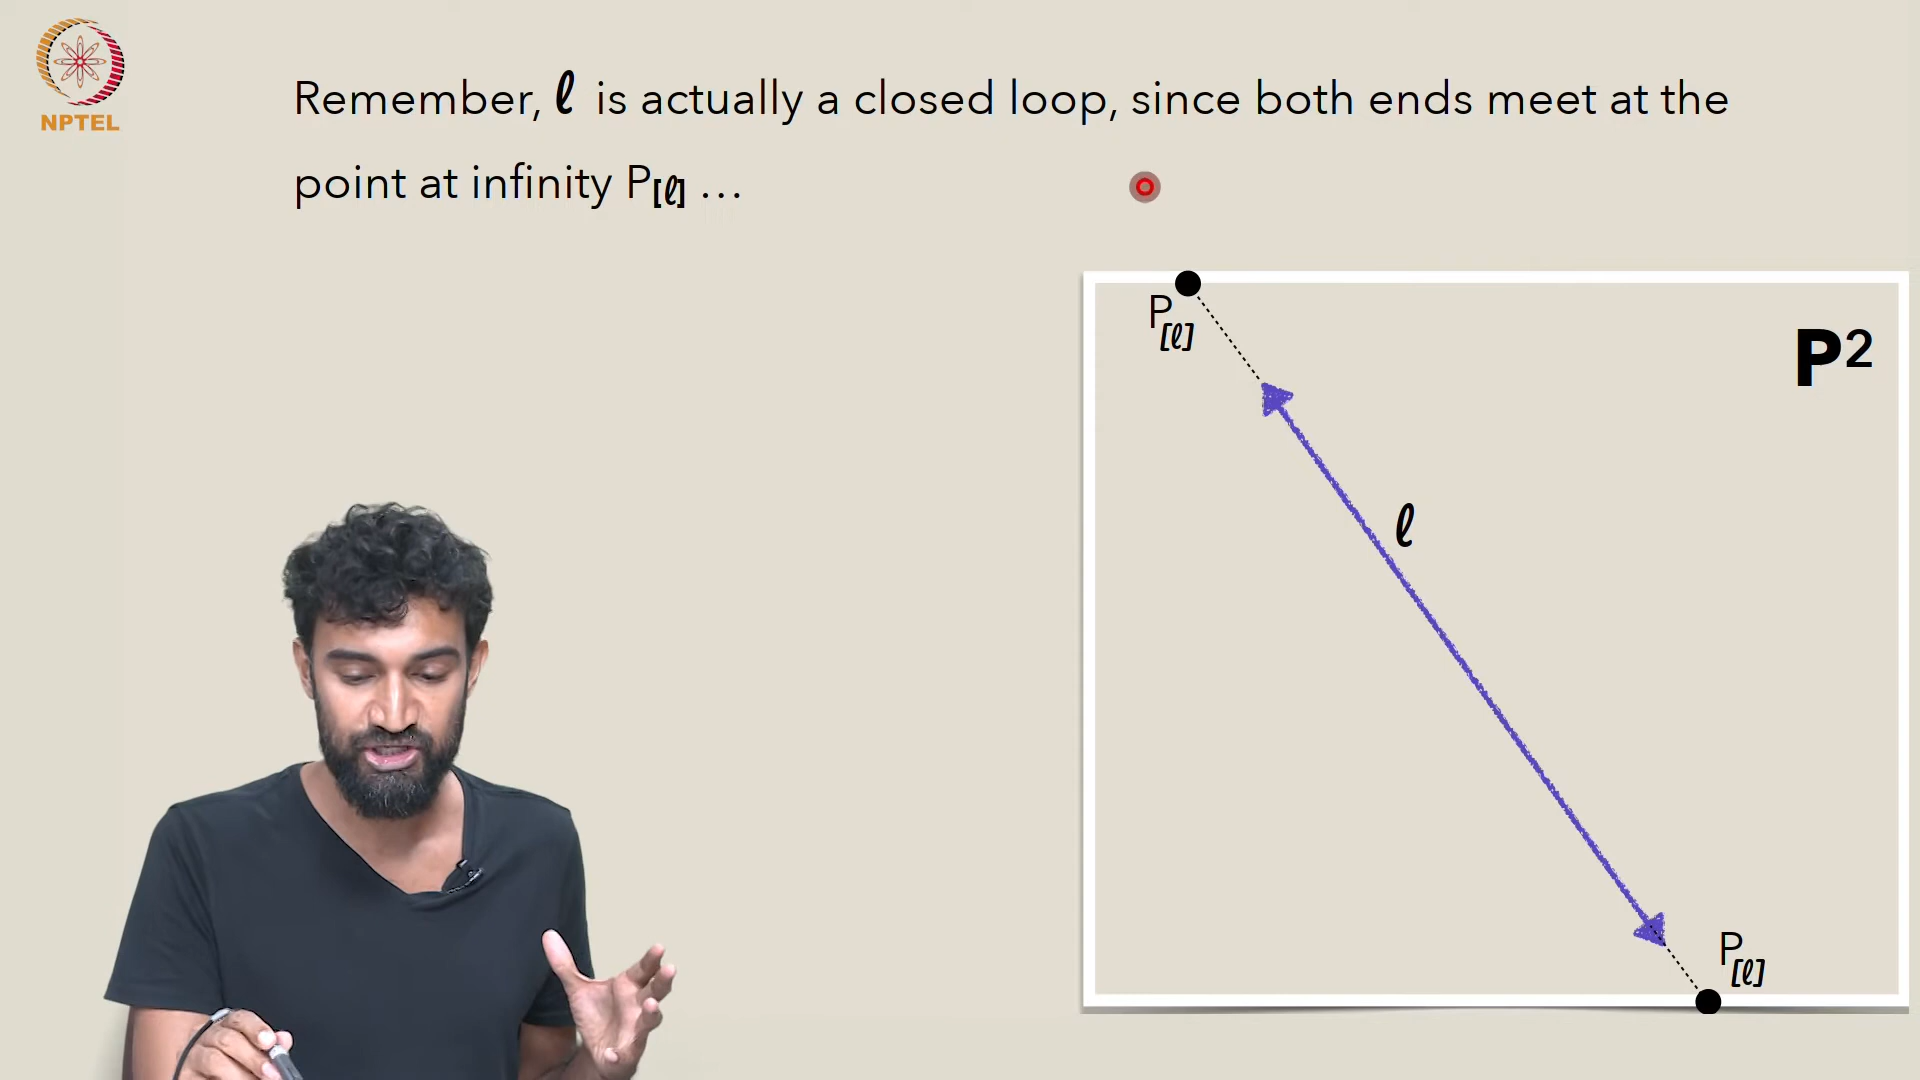 NPTEL
Remember, ℓ is actually a closed loop, since both ends meet at the
point at infinity P[ℓ] ...
P[ℓ]
P²
ℓ
P[ℓ]